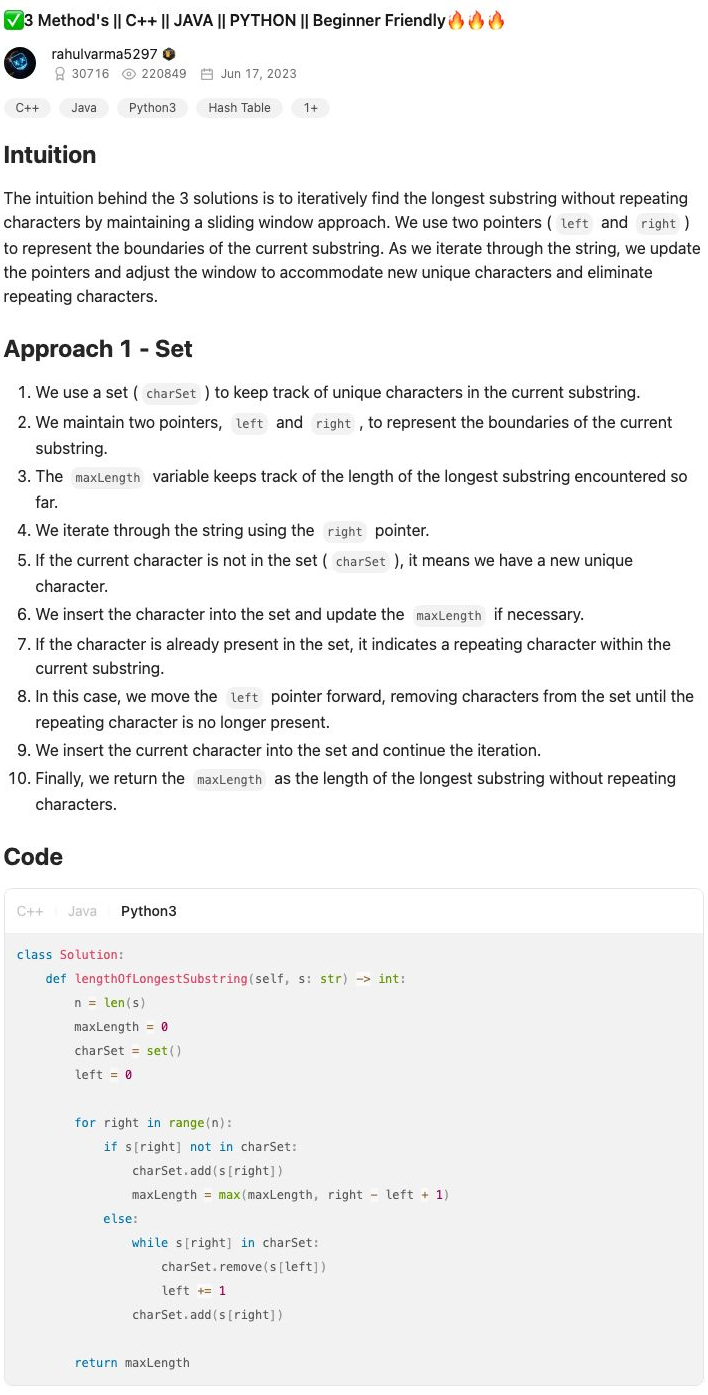 ✅3 Method's || C++ || JAVA || PYTHON || Beginner Friendly🔥🔥🔥
rahulvarma5297
30716 220849 Jun 17, 2023
C++ Java Python3 Hash Table 1+
Intuition
The intuition behind the 3 solutions is to iteratively find the longest substring without repeating
characters by maintaining a sliding window approach. We use two pointers ( left and right )
to represent the boundaries of the current substring. As we iterate through the string, we update
the pointers and adjust the window to accommodate new unique characters and eliminate
repeating characters.
Approach 1 - Set
1. We use a set ( charSet ) to keep track of unique characters in the current substring.
2. We maintain two pointers, left and right , to represent the boundaries of the current
substring.
3. The maxLength variable keeps track of the length of the longest substring encountered so
far.
4. We iterate through the string using the right pointer.
5. If the current character is not in the set ( charSet ), it means we have a new unique
character.
6. We insert the character into the set and update the maxLength if necessary.
7. If the character is already present in the set, it indicates a repeating character within the
current substring.
8. In this case, we move the left pointer forward, removing characters from the set until the
repeating character is no longer present.
9. We insert the current character into the set and continue the iteration.
10. Finally, we return the maxLength as the length of the longest substring without repeating
characters.
Code
C++ Java Python3
class Solution:
    def lengthOfLongestSubstring(self, s: str) -> int:
        n = len(s)
        maxLength = 0
        charSet = set()
        left = 0

        for right in range(n):
            if s[right] not in charSet:
                charSet.add(s[right])
                maxLength = max(maxLength, right - left + 1)
            else:
                while s[right] in charSet:
                    charSet.remove(s[left])
                    left += 1
                charSet.add(s[right])

        return maxLength